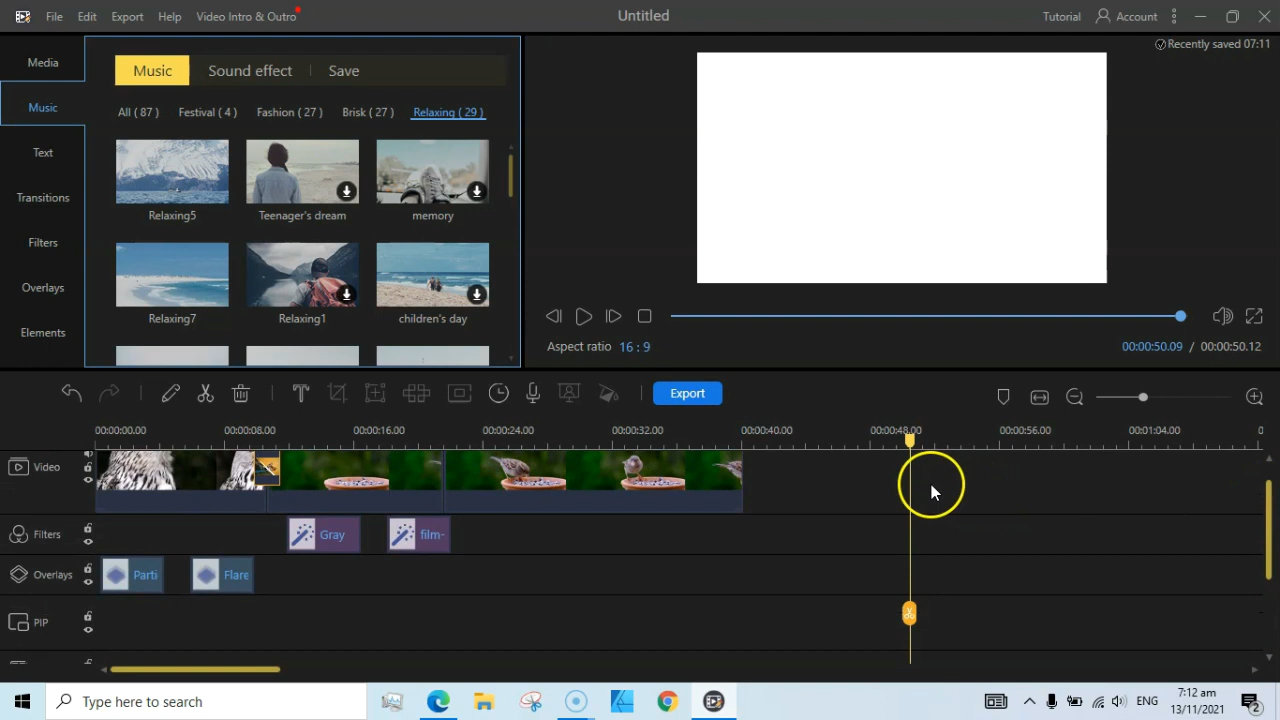 File Edit Export Help Video Intro & Outro Untitled Tutorial Account
Recently saved 07:11
Media
Music
Text
Transitions
Filters
Overlays
Elements
Music Sound effect Save
All ( 87 ) Festival ( 4 ) Fashion ( 27 ) Brisk ( 27 ) Relaxing ( 29 )
Relaxing5 Teenager's dream memory
Relaxing7 Relaxing1 children's day
Aspect ratio 16 : 9 00:00:50.09 / 00:00:50.12
Export
00:00:00.00 00:00:08.00 00:00:16.00 00:00:24.00 00:00:32.00 00:00:40.00 00:00:48.00 00:00:56.00 00:01:04.00 0
Video
Filters Gray film-
Overlays Parti Flare
PIP
Type here to search
ENG
7:12 am
13/11/2021
2